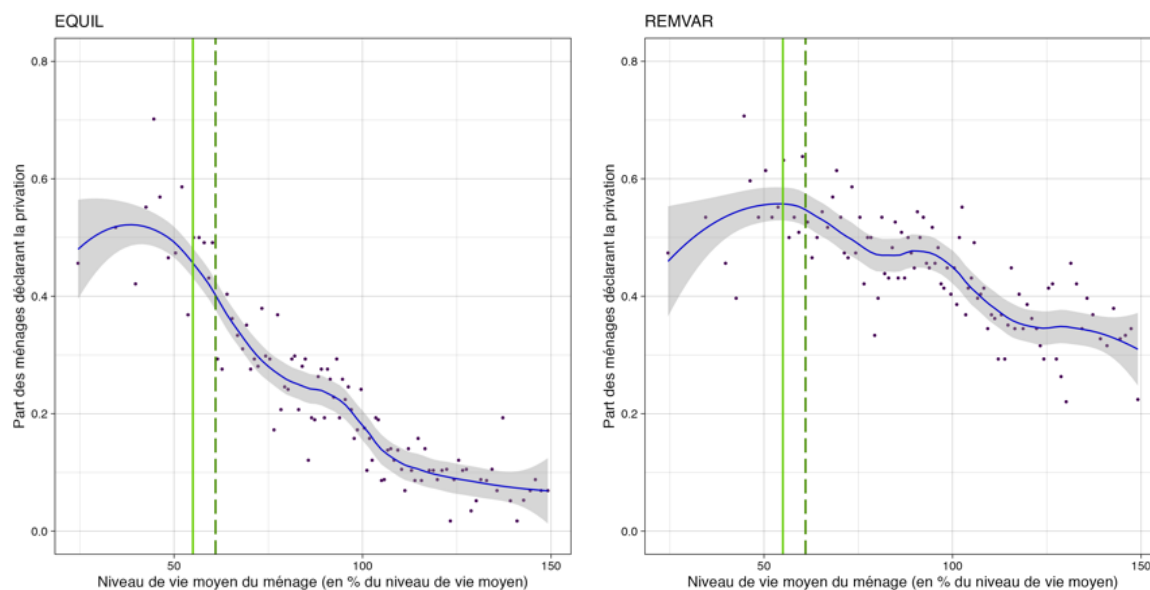 EQUIL
0.8
0.6
0.4
0.2
0.0
Part des ménages déclarant la privation
50
100
150
Niveau de vie moyen du ménage (en % du niveau de vie moyen)
REMVAR
0.8
0.6
0.4
0.2
0.0
Part des ménages déclarant la privation
50
100
150
Niveau de vie moyen du ménage (en % du niveau de vie moyen)